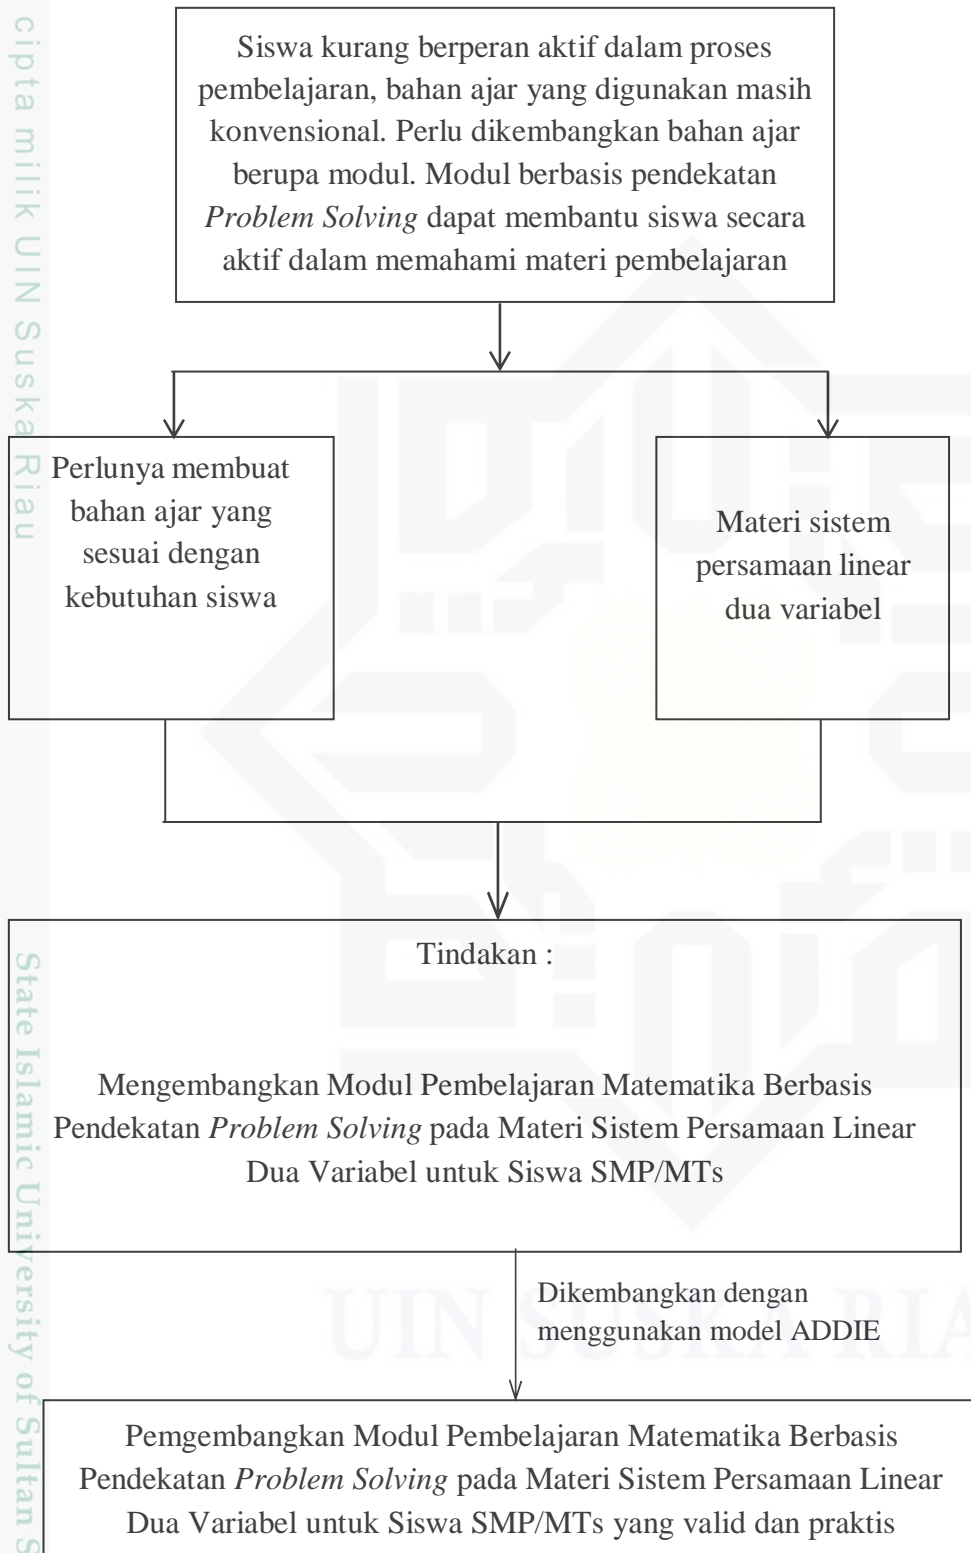 cipta milik UIN Suska Riau
Siswa kurang berperan aktif dalam proses
pembelajaran, bahan ajar yang digunakan masih
konvensional. Perlu dikembangkan bahan ajar
berupa modul. Modul berbasis pendekatan
Problem Solving dapat membantu siswa secara
aktif dalam memahami materi pembelajaran
Perlunya membuat
bahan ajar yang
sesuai dengan
kebutuhan siswa
Materi sistem
persamaan linear
dua variabel
Tindakan :
Mengembangkan Modul Pembelajaran Matematika Berbasis
Pendekatan Problem Solving pada Materi Sistem Persamaan Linear
Dua Variabel untuk Siswa SMP/MTs
State Islamic University of Sultan S
Dikembangkan dengan
menggunakan model ADDIE
UIN SUSKA RIA
Pemgembangkan Modul Pembelajaran Matematika Berbasis
Pendekatan Problem Solving pada Materi Sistem Persamaan Linear
Dua Variabel untuk Siswa SMP/MTs yang valid dan praktis